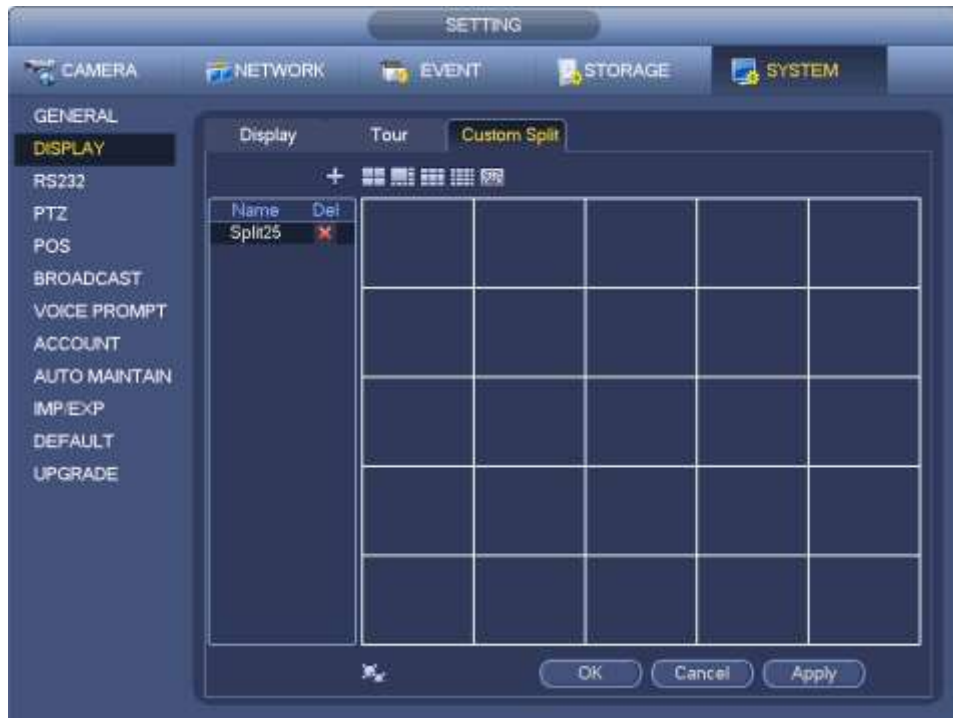 SETTING
CAMERA NETWORK EVENT STORAGE SYSTEM
GENERAL
DISPLAY
RS232
PTZ
POS
BROADCAST
VOICE PROMPT
ACCOUNT
AUTO MAINTAIN
IMP/EXP
DEFAULT
UPGRADE
Display Tour Custom Split
Name Del
Split25
OK Cancel Apply